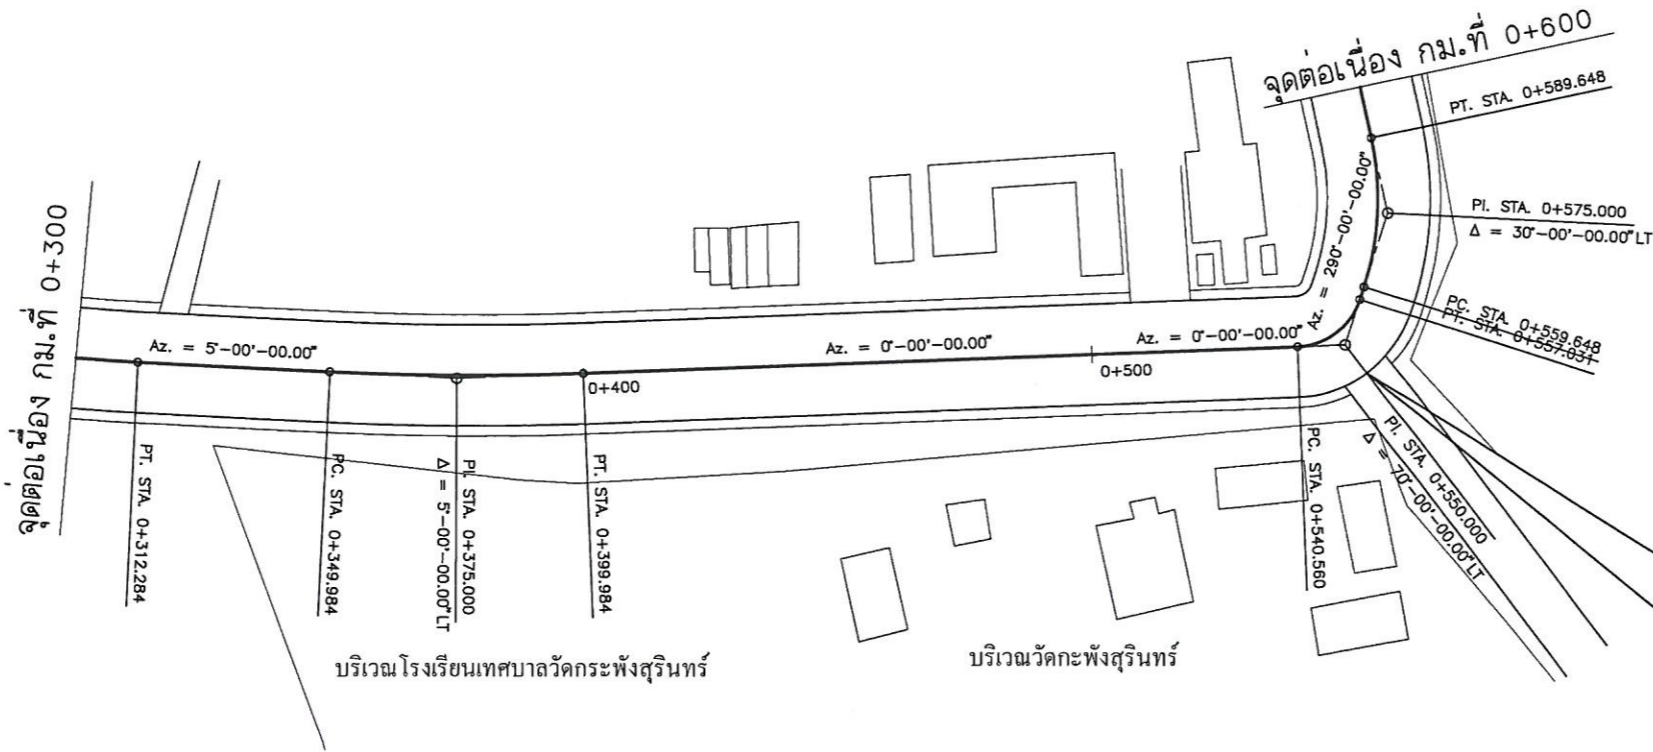 จุดต่อเนื่อง กม.ที่ 0+300
Az. = 5°-00'-00.00"
PT. STA. 0+312.284
PC. STA. 0+349.984
PI. STA. 0+375.000
Δ = 5°-00'-00.00"LT
PT. STA. 0+399.984
0+400
Az. = 0°-00'-00.00"
0+500
Az. = 0°-00'-00.00"
PC. STA. 0+540.560
PI. STA. 0+550.000
Δ = 70°-00'-00.00"LT
Az. = 290°-00'-00.00"
PC. STA. 0+559.648
PT. STA. 0+557.031
PI. STA. 0+575.000
Δ = 30°-00'-00.00"LT
PT. STA. 0+589.648
จุดต่อเนื่อง กม.ที่ 0+600
บริเวณโรงเรียนเทศบาลวัดกระพังสุรินทร์
บริเวณวัดกะพังสุรินทร์